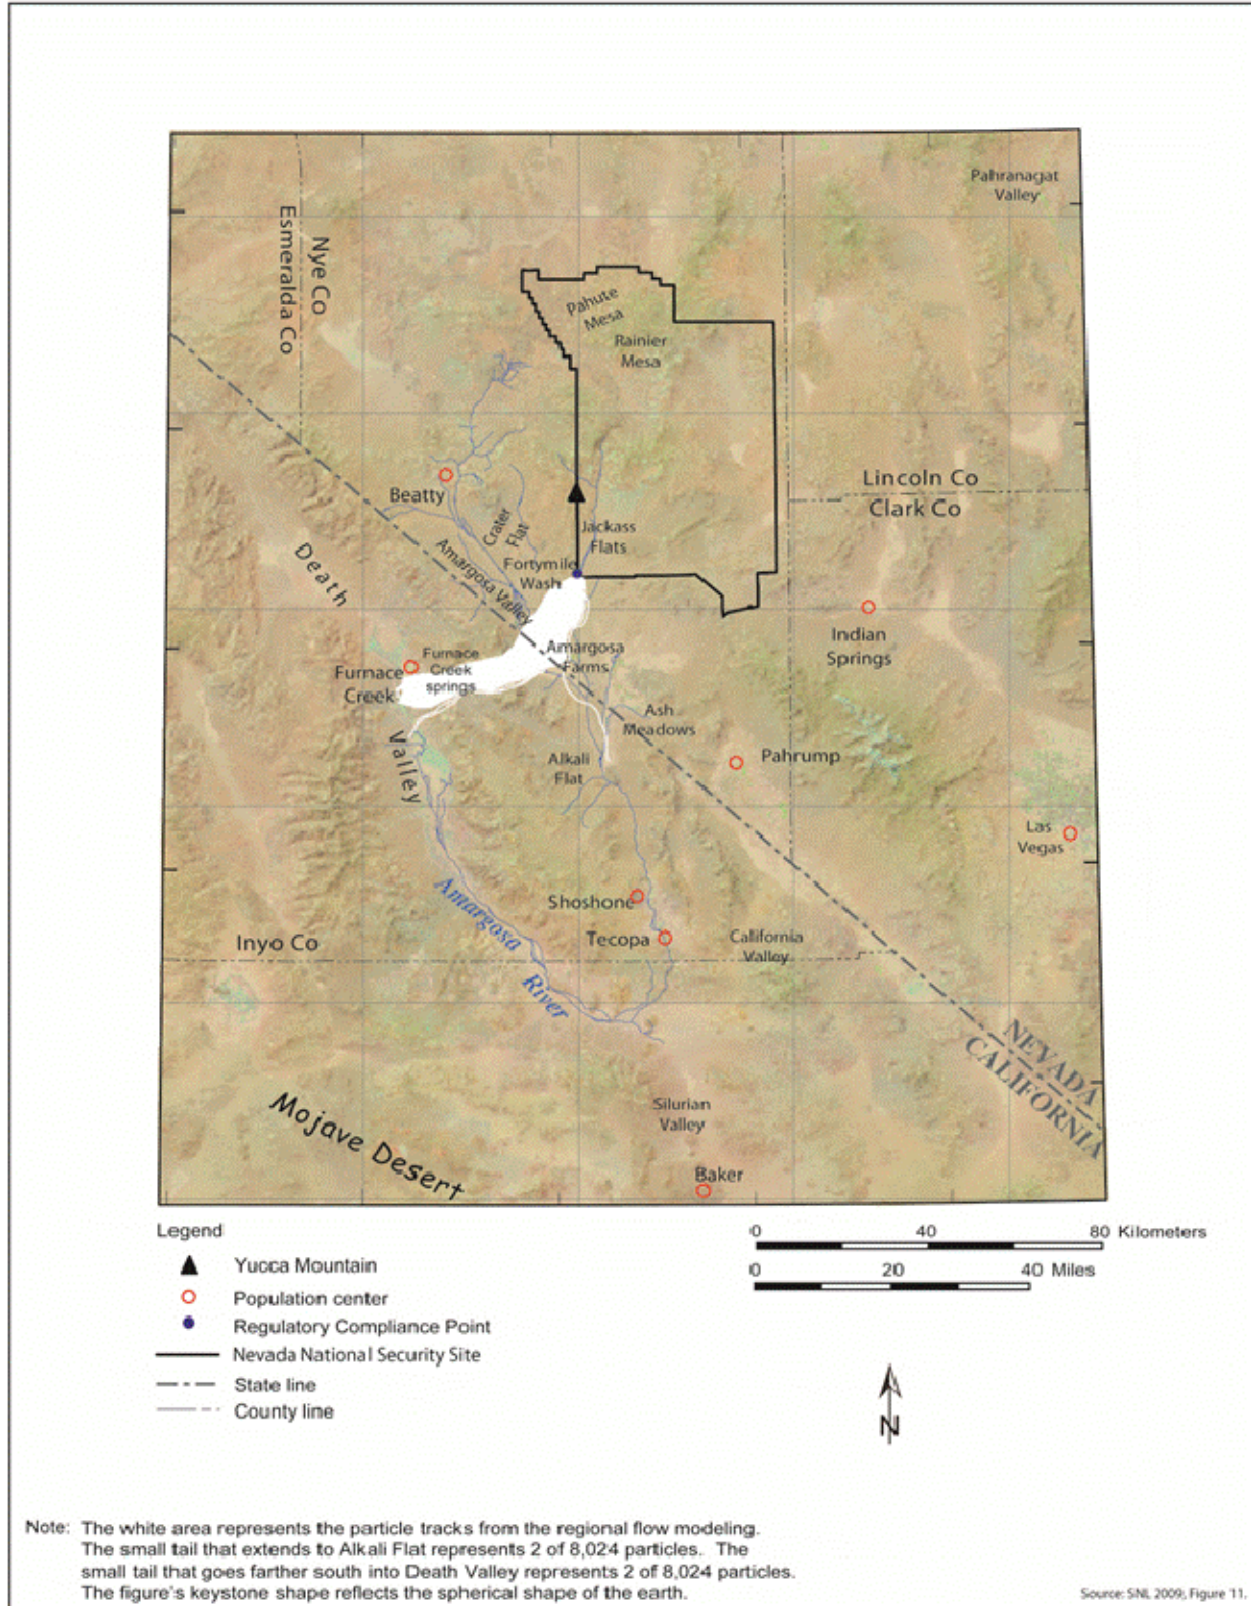 Pahranagat
Valley
Nye Co
Esmeralda Co
Pahute
Mesa
Rainier
Mesa
Lincoln Co
Clark Co
Beatty
Crater
Flat
Jackass
Flats
Death
Valley
Amargosa Valley
Fortymile
Wash
Indian
Springs
Amargosa
Farms
Furnace
Creek
springs
Furnace
Creek
Ash
Meadows
Alkali
Flat
Pahrump
Las
Vegas
Amargosa
River
Shoshone
Tecopa
Callifornia
Valley
Inyo Co
NEVADA
CALIFORNIA
Mojave Desert
Silurian
Valley
Baker
Legend
Yucca Mountain
Population center
Regulatory Compliance Point
Nevada National Security Site
State line
County line
0 40 80 Kilometers
0 20 40 Miles
N
Note: The white area represents the particle tracks from the regional flow modeling.
The small tail that extends to Alkali Flat represents 2 of 8,024 particles. The
small tail that goes farther south into Death Valley represents 2 of 8,024 particles.
The figure's keystone shape reflects the spherical shape of the earth.
Source: SNL 2009; Figure 11.